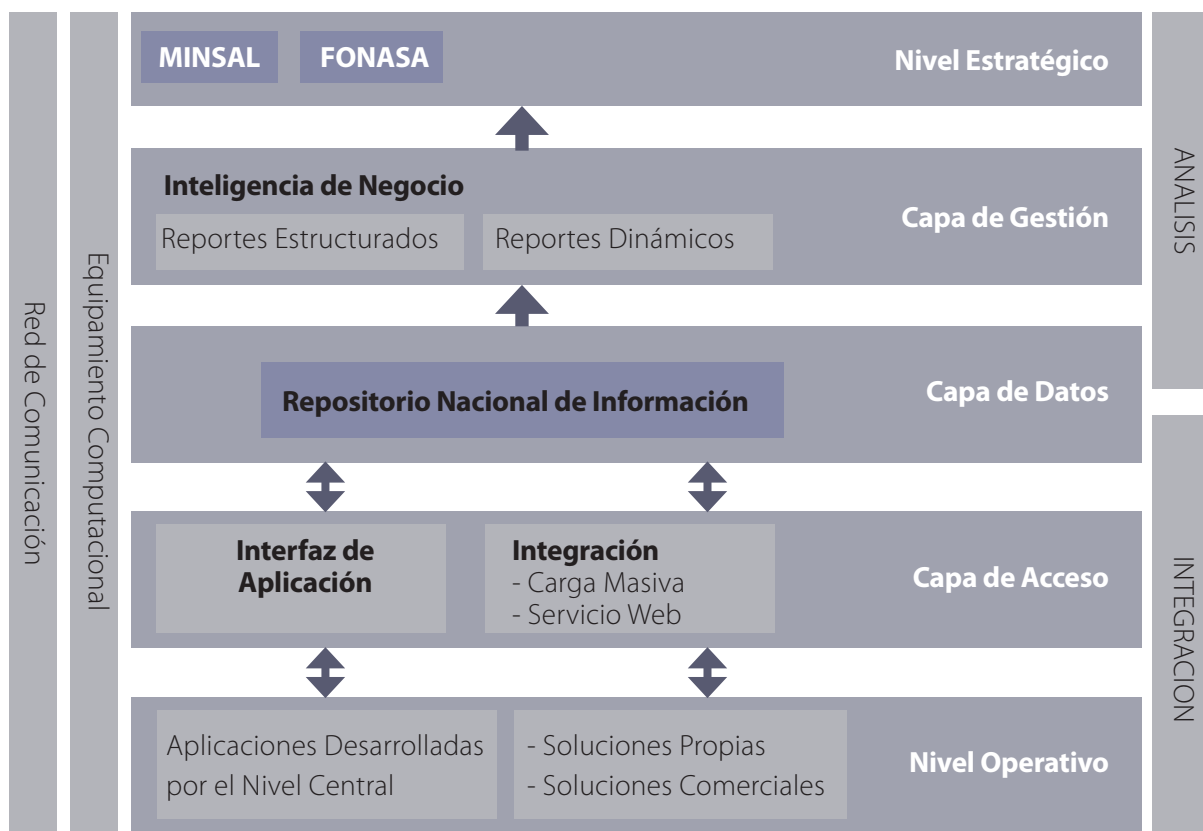 Red de Comunicación
Equipamiento Computacional
MINSAL
FONASA
Nivel Estratégico
Inteligencia de Negocio
Reportes Estructurados
Reportes Dinámicos
Capa de Gestión
Repositorio Nacional de Información
Capa de Datos
Interfaz de
Aplicación
Integración
- Carga Masiva
- Servicio Web
Capa de Acceso
Aplicaciones Desarrolladas
por el Nivel Central
- Soluciones Propias
- Soluciones Comerciales
Nivel Operativo
ANALISIS
INTEGRACION